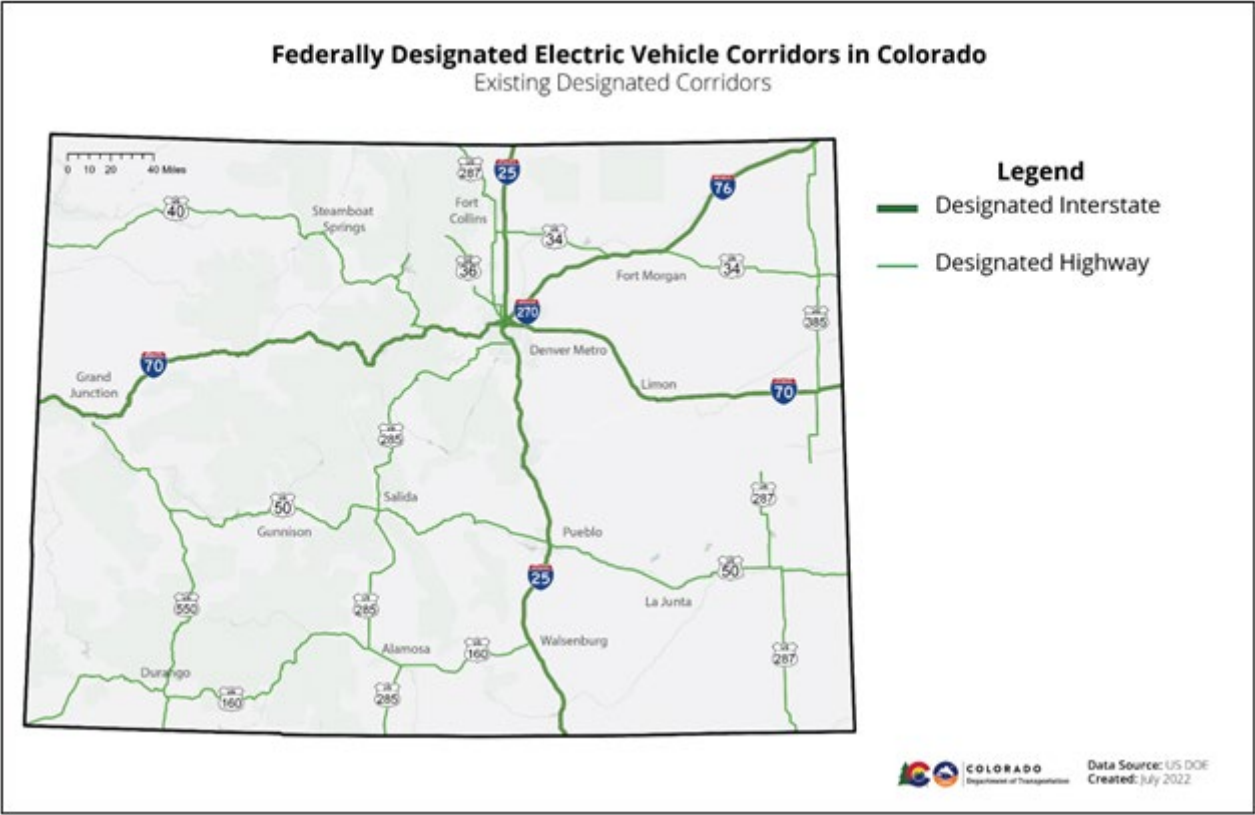 Federally Designated Electric Vehicle Corridors in Colorado
Existing Designated Corridors
0 10 20 40 Miles
287
25
76
Legend
Designated Interstate
Designated Highway
40
Steamboat
Springs
Fort
Collins
34
36
34
Fort Morgan
270
385
Denver Metro
70
Grand
Junction
Limon
70
285
Salida
50
Gunnison
287
Pueblo
50
25
550
285
La Junta
Walsenburg
Alamosa
160
287
Durango
160
285
COLORADO
Department of Transportation
Data Source: US DOE
Created: July 2022